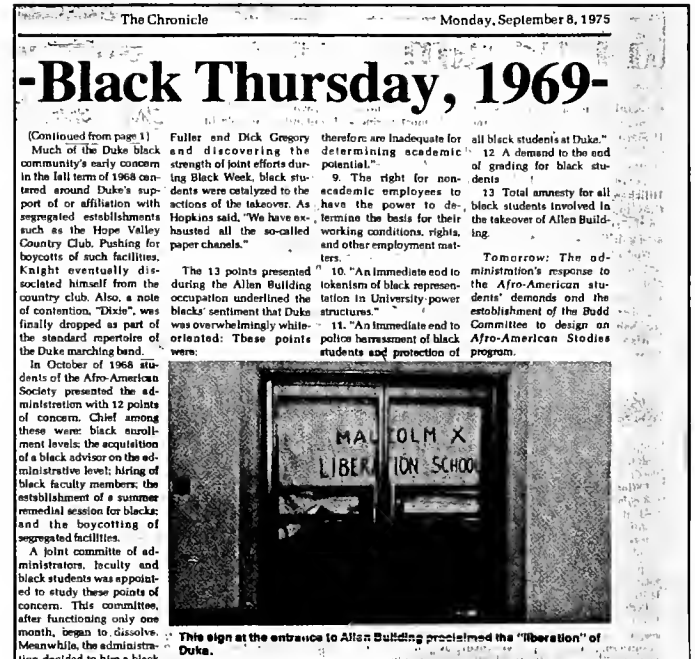 The Chronicle
Monday, September 8, 1975
-Black Thursday, 1969-
(Continued from page 1)
Much of the Duke black
community's early concern
in the fall term of 1968 cen-
tered around Duke's sup-
port of or affiliation with
segregated establishments
such as the Hope Valley
Country Club. Pushing for
boycotts of such facilities,
Knight eventually dis-
sociated himself from the
country club. Also, a note
of contention, "Dixie", was
finally dropped as part of
the standard repertoire of
the Duke marching band.
In October of 1968 stu-
dents of the Afro-American
Society presented the ad-
ministration with 12 points
of concern. Chief among
these were: black enroll-
ment levels; the acquisition
of a black advisor on the ad-
ministrative level; hiring of
black faculty members; the
establishment of a summer
remedial session for blacks;
and the boycotting of
segregated facilities.
A joint committe of ad-
ministrators, faculty and
black students was appoint-
ed to study these points of
concern. This committee,
after functioning only one
month, began to dissolve.
Meanwhile, the administra-
tion decided to hire a black
Fuller and Dick Gregory
and discovering the
strength of joint efforts dur-
ing Black Week, black stu-
dents were catalyzed to the
actions of the takeover. As
Hopkins said, "We have ex-
hausted all the so-called
paper chanels."
The 13 points presented
during the Allen Building
occupation underlined the
blacks' sentiment that Duke
was overwhelmingly white-
oriented: These points
were:
therefore are inadequate for
determining academic
potential."
9. The right for non-
academic employees to
have the power to de-
termine the basis for their
working conditions, rights,
and other employment mat-
ters.
10. "An immediate end to
tokenism of black represen-
tation in University power
structures."
11. "An immediate end to
police harrassment of black
students and protection of
all black students at Duke."
12 A demand to the end
of grading for black stu-
dents
13 Total amnesty for all
black students involved in
the takeover of Allen Build-
ing.
Tomorrow: The ad-
ministration's response to
the Afro-American stu-
dents' demands and the
establishment of the Budd
Committee to design an
Afro-American Studies
program.
MALCOLM X
LIBERATION SCHOOL
This sign at the entrance to Allen Building proclaimed the "liberation" of
Duke.